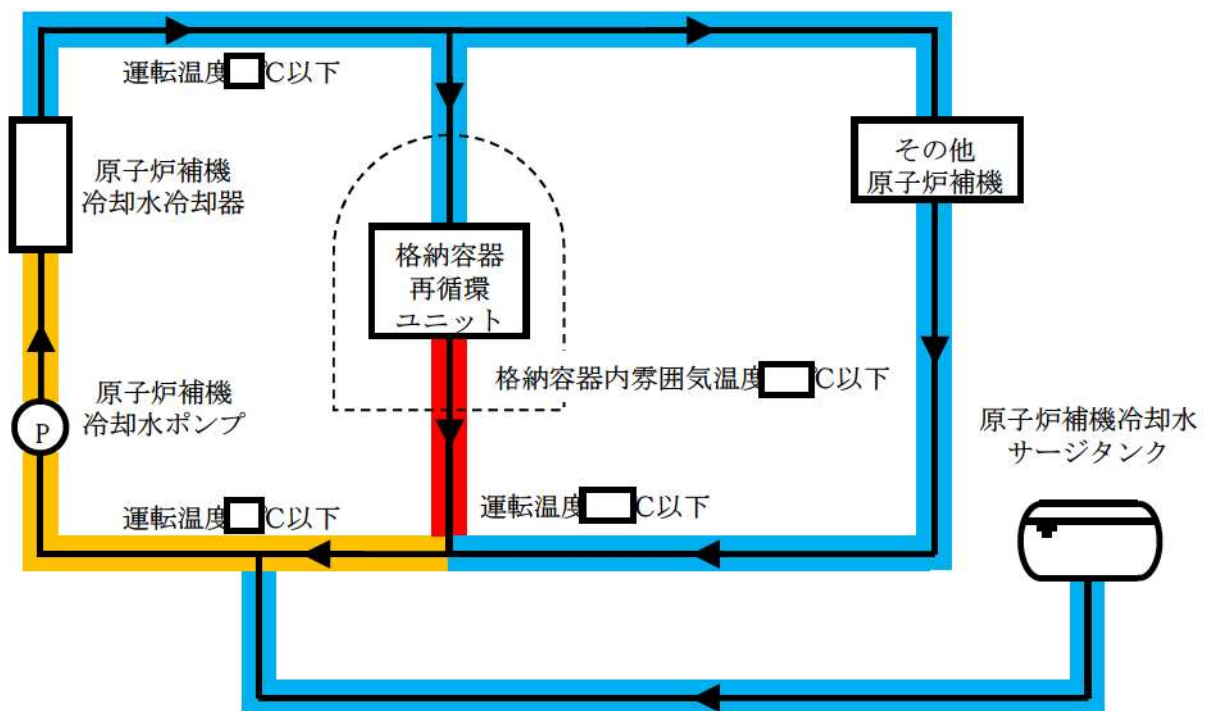 運転温度 ℃以下
原子炉補機
冷却水冷却器
その他
原子炉補機
格納容器
再循環
ユニット
格納容器内雰囲気温度 ℃以下
原子炉補機
冷却水ポンプ
P
原子炉補機冷却水
サージタンク
運転温度 ℃以下
運転温度 ℃以下